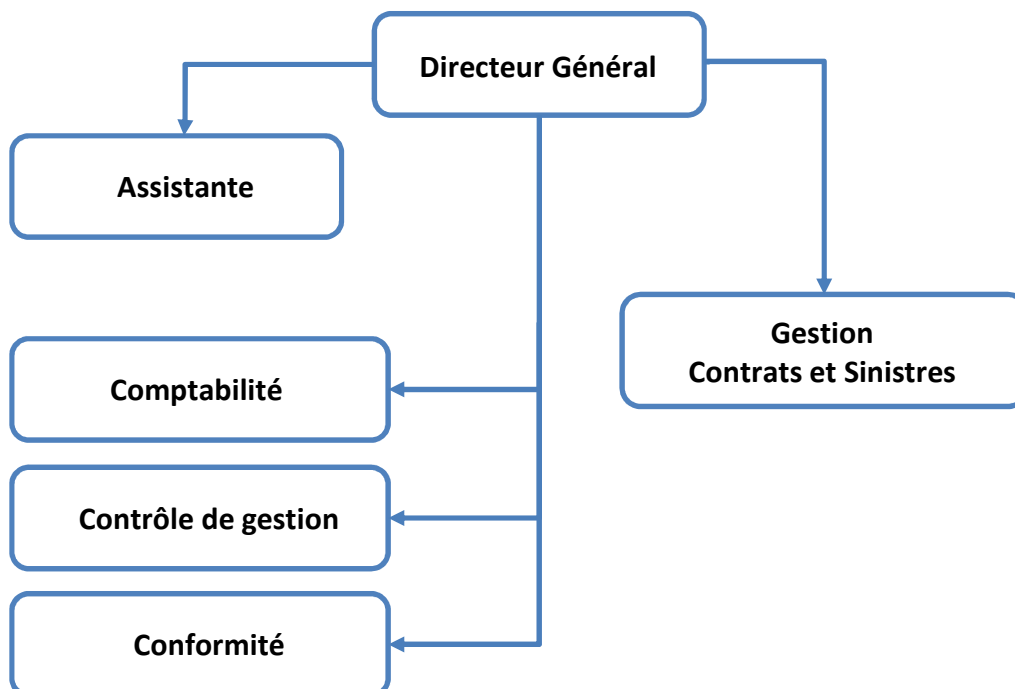 Directeur Général
Assistante
Gestion
Contrats et Sinistres
Comptabilité
Contrôle de gestion
Conformité